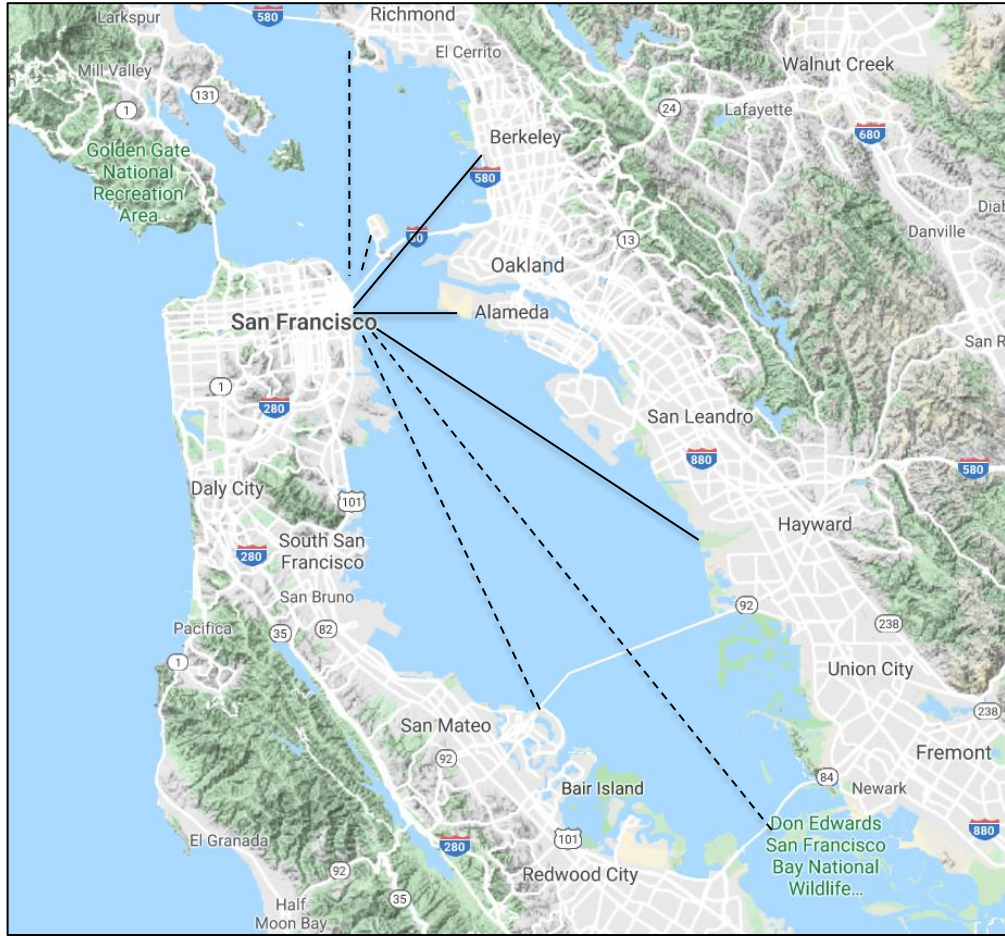 Larkspur
580
Richmond
El Cerrito
Mill Valley
1
131
Walnut Creek
24
Lafayette
Berkeley
680
Golden Gate
National
Recreation
Area
580
Danville
13
Oakland
Alameda
San Francisco
San R
1
280
San Leandro
880
580
Daly City
101
Hayward
South San
Francisco
280
San Bruno
92
35
82
238
Pacifica
1
Union City
238
San Mateo
92
Fremont
Bair Island
84
Newark
Don Edwards
San Francisco
Bay National
Wildlife...
880
El Granada
280
101
92
Redwood City
35
Half
Moon Bay